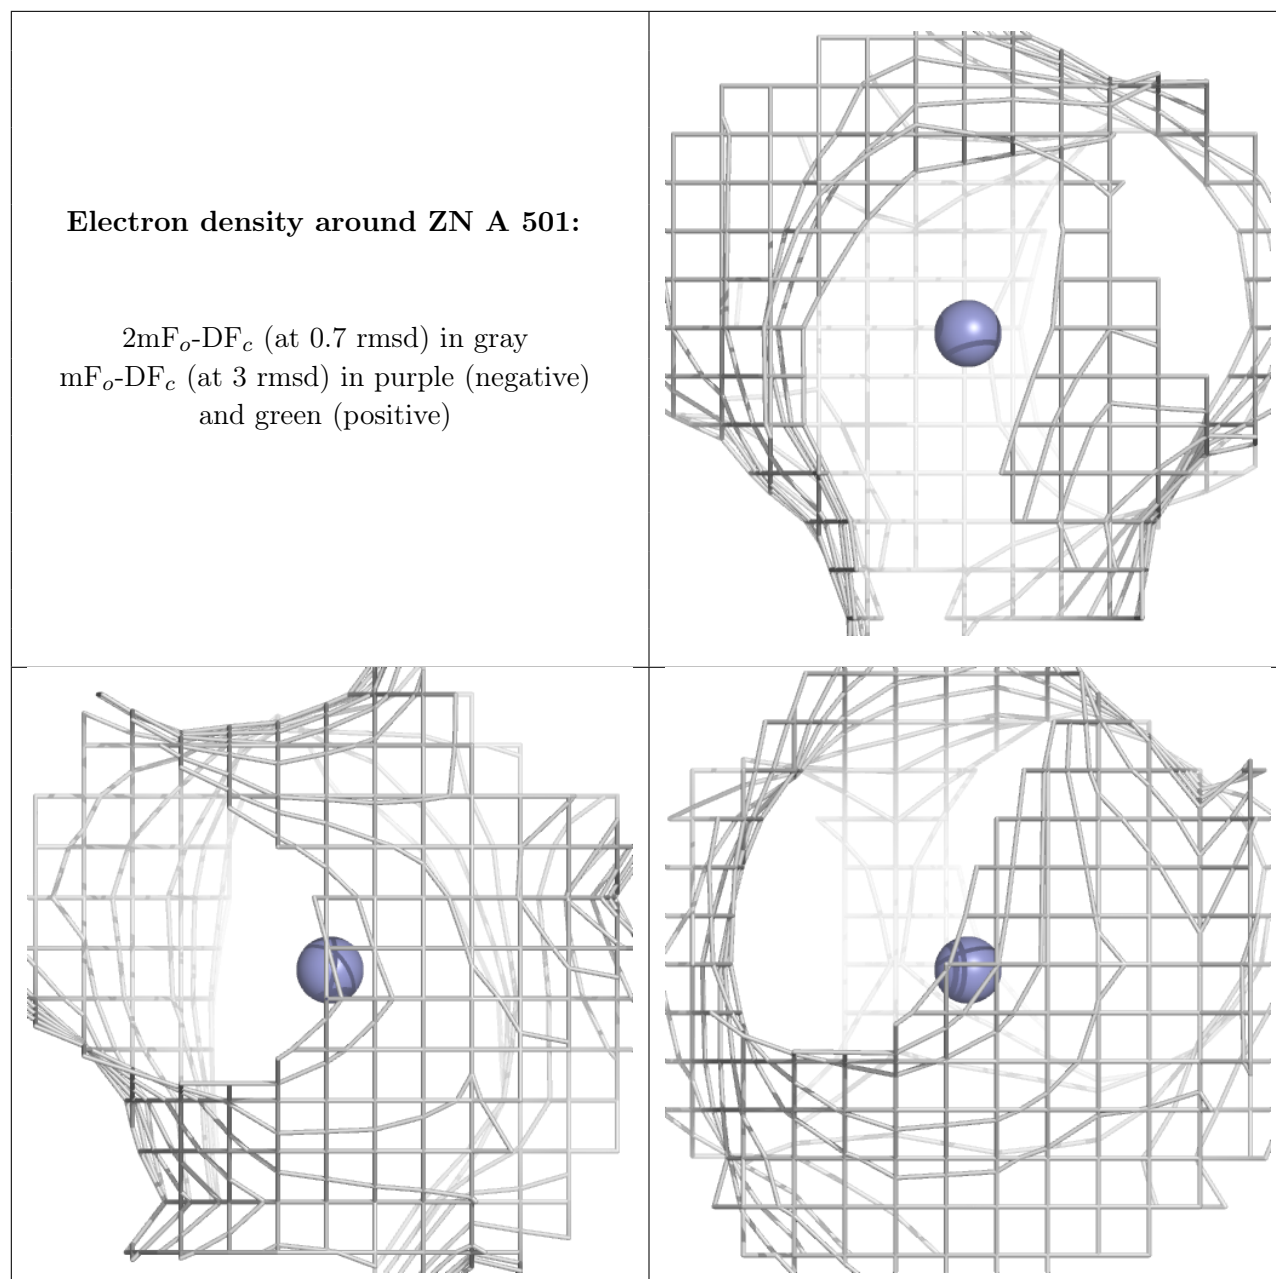 Electron density around ZN A 501:
2mFo-DFc (at 0.7 rmsd) in gray
mFo-DFc (at 3 rmsd) in purple (negative)
and green (positive)